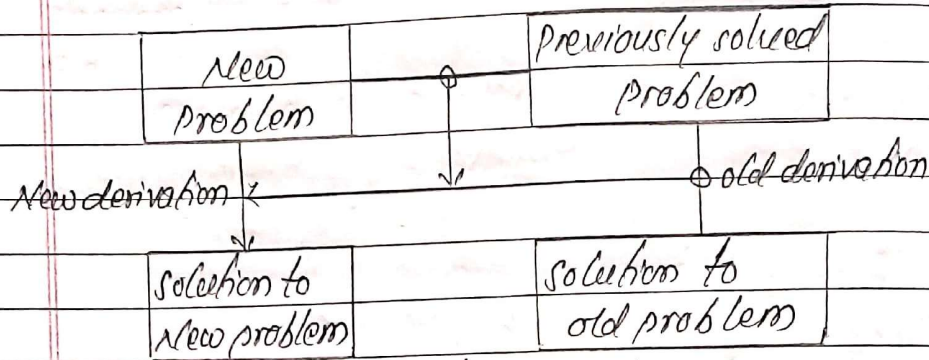 New
Problem
Previously solved
Problem
New derivation
old derivation
solution to
New problem
solution to
old problem